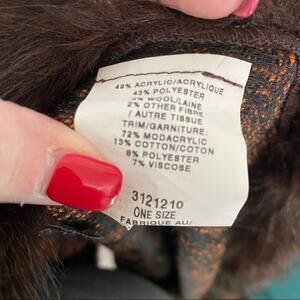 49% ACRYLIC/ACRYLIQUE
43% POLYESTER
WOOL/LAINE
2% OTHER FIBRE
/ AUTRE TISSUE
TRIM/GARNITURE:
72% MODACRYLIC
13% COTTON/COTON
8% POLYESTER
7% VISCOSE
3121210
ONE SIZE
FABRIQUE AU/